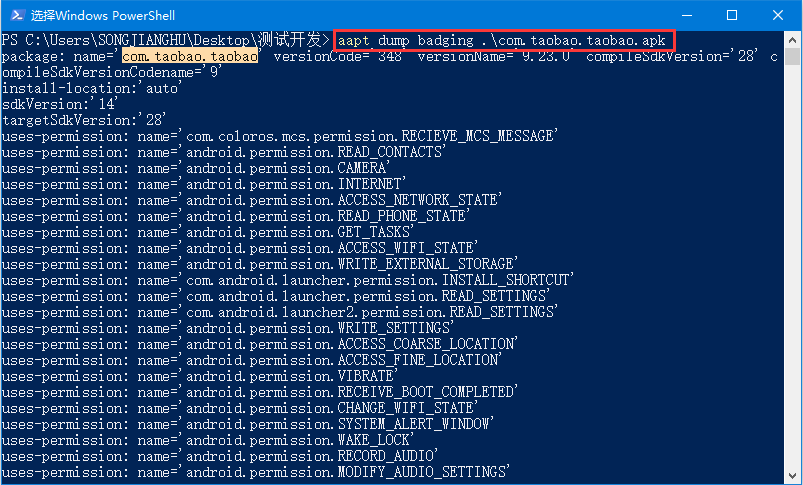 选择Windows PowerShell
PS C:\Users\SONGJIANGHU\Desktop\测试开发> aapt dump badging .\com.taobao.taobao.apk
package: name='com.taobao.taobao' versionCode='348' versionName='9.23.0' compileSdkVersion='28' c
ompileSdkVersionCodename='9'
install-location:'auto'
sdkVersion:'14'
targetSdkVersion:'28'
uses-permission: name='com.coloros.mcs.permission.RECIEVE_MCS_MESSAGE'
uses-permission: name='android.permission.READ_CONTACTS'
uses-permission: name='android.permission.CAMERA'
uses-permission: name='android.permission.INTERNET'
uses-permission: name='android.permission.ACCESS_NETWORK_STATE'
uses-permission: name='android.permission.READ_PHONE_STATE'
uses-permission: name='android.permission.GET_TASKS'
uses-permission: name='android.permission.ACCESS_WIFI_STATE'
uses-permission: name='android.permission.WRITE_EXTERNAL_STORAGE'
uses-permission: name='com.android.launcher.permission.INSTALL_SHORTCUT'
uses-permission: name='com.android.launcher.permission.READ_SETTINGS'
uses-permission: name='com.android.launcher2.permission.READ_SETTINGS'
uses-permission: name='android.permission.WRITE_SETTINGS'
uses-permission: name='android.permission.ACCESS_COARSE_LOCATION'
uses-permission: name='android.permission.ACCESS_FINE_LOCATION'
uses-permission: name='android.permission.VIBRATE'
uses-permission: name='android.permission.RECEIVE_BOOT_COMPLETED'
uses-permission: name='android.permission.CHANGE_WIFI_STATE'
uses-permission: name='android.permission.SYSTEM_ALERT_WINDOW'
uses-permission: name='android.permission.WAKE_LOCK'
uses-permission: name='android.permission.RECORD_AUDIO'
uses-permission: name='android.permission.MODIFY_AUDIO_SETTINGS'